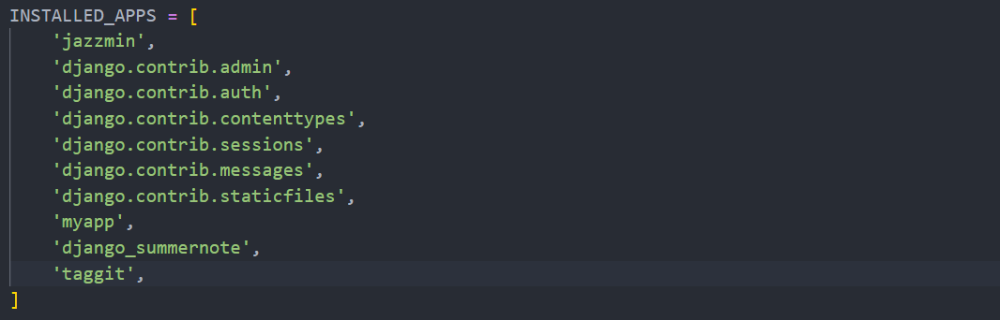 INSTALLED_APPS = [
    'jazzmin',
    'django.contrib.admin',
    'django.contrib.auth',
    'django.contrib.contenttypes',
    'django.contrib.sessions',
    'django.contrib.messages',
    'django.contrib.staticfiles',
    'myapp',
    'django_summernote',
    'taggit',
]